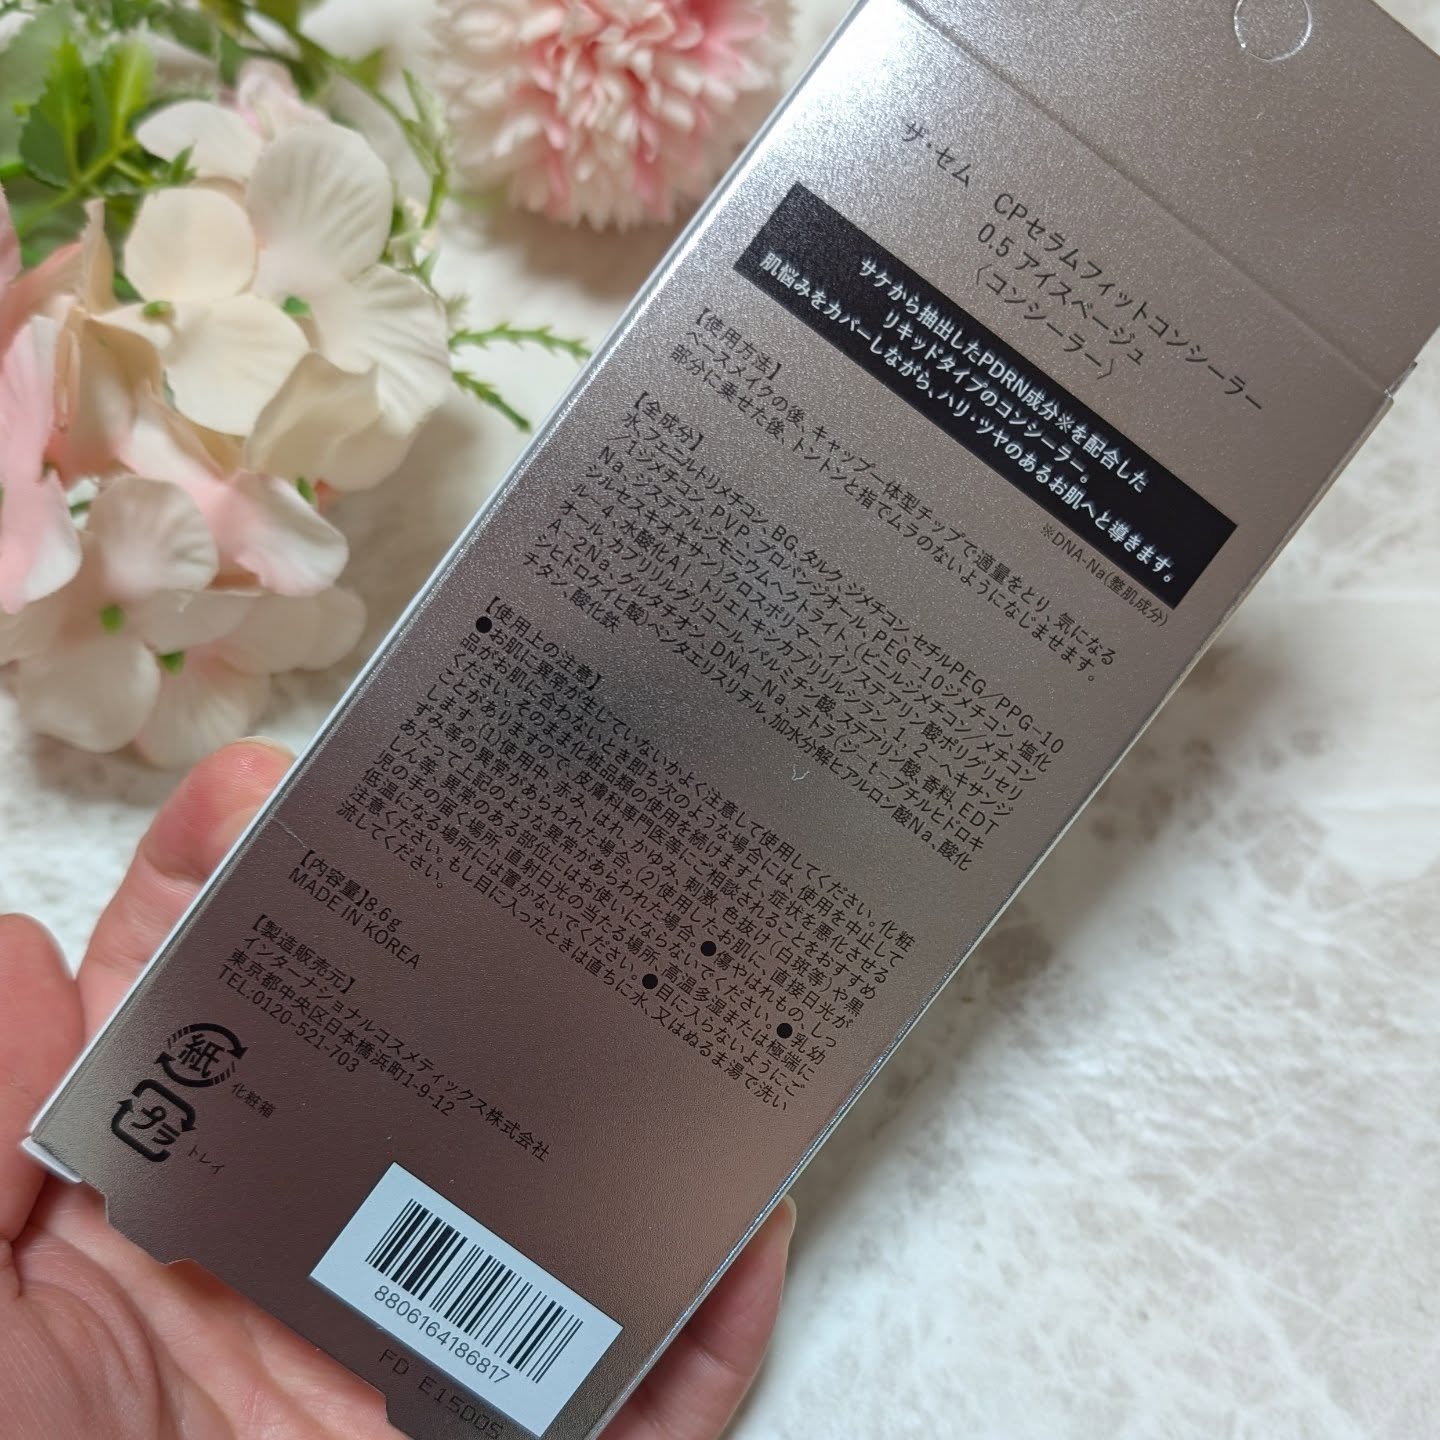 ザ・セム　CPセラムフィットコンシーラー
0.5 アイスベージュ
〈コンシーラー〉
サケから抽出したPDRN成分※を配合した
リキッドタイプのコンシーラー。
肌悩みをカバーしながら、ハリ・ツヤのあるお肌へと導きます。
※DNA-Na(整肌成分)
【使用方法】
ベースメイクの後、キャップ一体型チップで適量をとり、気になる
部分に乗せた後、トントンと指でムラのないようになじませます。
【全成分】
水、フェニルトリメチコン、BG、タルク、ジメチコン、セチルPEG/PPG-10
/1ジメチコン、PVP、プロパンジオール、PEG-10ジメチコン、塩化
Na、ジステアルジモニウムヘクトライト、(ビニルジメチコン/メチコン
シルセスキオキサン)クロスポリマー、イソステアリン酸ポリグリセリ
ル-4、水酸化Al、トリエトキシカプリリルシラン、1,2-ヘキサンジ
オール、カプリリルグリコール、パルミチン酸、ステアリン酸、香料、EDT
A-2Na、グルタチオン、DNA-Na、テトラ(ジ-t-ブチルヒドロキ
シヒドロケイヒ酸)ペンタエリスリチル、加水分解ヒアルロン酸Na、酸化
チタン、酸化鉄
【使用上の注意】
●お肌に異常が生じていないかよく注意して使用してください。化粧
品がお肌に合わないとき即ち次のような場合には、使用を中止して
ください。そのまま化粧品類の使用を続けますと、症状を悪化させる
ことがありますので、皮膚科専門医等にご相談されることをおすすめ
します。(1)使用中、赤み、はれ、かゆみ、刺激、色抜け(白斑等)や黒
ずみ等の異常があらわれた場合。(2)使用したお肌に、直接日光が
あたって上記のような異常があらわれた場合。●傷やはれもの、しっ
しん等、異常のある部位にはお使いにならないでください。●乳幼
児の手の届く場所、直射日光の当たる場所、高温多湿または極端に
低温になる場所には置かないでください。●目に入らないようにご
注意ください。もし目に入ったときは直ちに水、又はぬるま湯で洗い
流してください。
【内容量】8.6g
MADE IN KOREA
【製造販売元】
インターナショナルコスメティックス株式会社
東京都中央区日本橋浜町1-9-12
TEL:0120-521-703
紙 化粧箱
プラ トレイ
8806164186817
FD E1500S